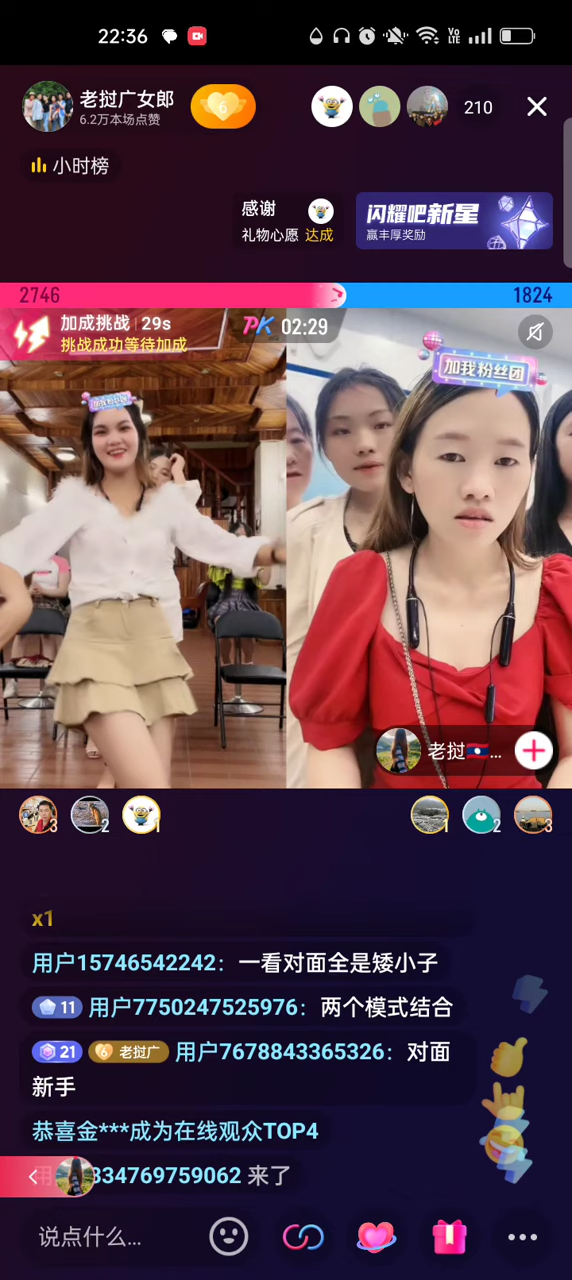 22:36
Vo LTE
老挝广女郎
6.2万本场点赞
6
210
小时榜
感谢
礼物心愿 达成
闪耀吧新星
赢丰厚奖励
2746
1824
加成挑战 29s
挑战成功等待加成
PK 02:29
加我粉丝团
加我粉丝团
老挝🇱🇦...
3
2
1
1
2
3
x1
用户15746542242：一看对面全是矮小子
11 用户7750247525976：两个模式结合
21 6 老挝广 用户7678843365326：对面
新手
恭喜金***成为在线观众TOP4
334769759062 来了
说点什么...